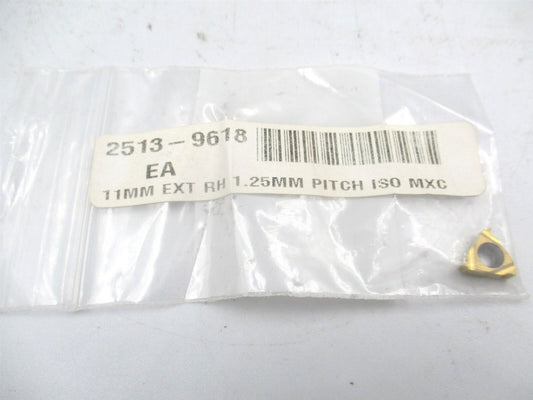 2513-9618
EA
11MM EXT RH 1.25MM PITCH ISO MXC